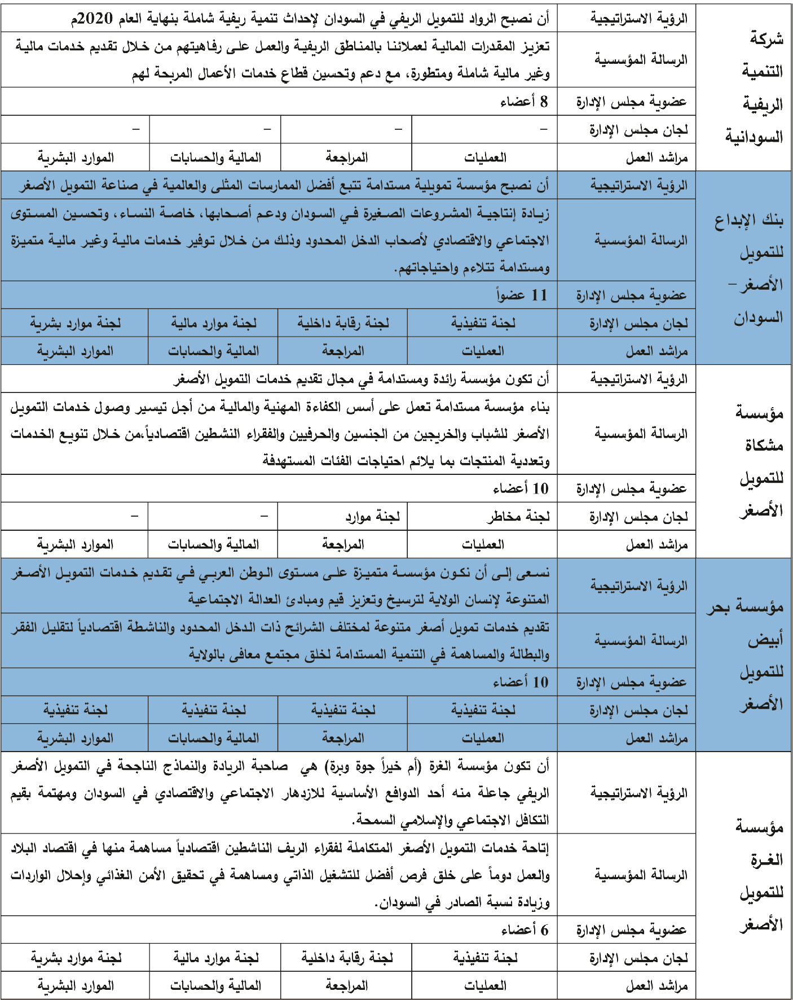 شركة
التنمية
الريفية
السودانية
الرؤية الاستراتيجية
أن نصبح الرواد للتمويل الريفي في السودان لإحداث تنمية ريفية شاملة بنهاية العام 2020م
الرسالة المؤسسية
تعزيز المقدرات المالية لعملائنا بالمناطق الريفية والعمل على رفاهيتهم من خلال تقديم خدمات مالية
وغير مالية شاملة ومتطورة، مع دعم وتحسين قطاع خدمات الأعمال المربحة لهم
عضوية مجلس الإدارة
8 أعضاء
لجان مجلس الإدارة
– – – –
مراشد العمل
العمليات المراجعة المالية والحسابات الموارد البشرية
بنك الإبداع
للتمويل
الأصغر –
السودان
الرؤية الاستراتيجية
أن نصبح مؤسسة تمويلية مستدامة تتبع أفضل الممارسات المثلى والعالمية في صناعة التمويل الأصغر
الرسالة المؤسسية
زيادة إنتاجية المشروعات الصغيرة في السودان ودعم أصحابها، خاصة النساء، وتحسين المستوى
الاجتماعي والاقتصادي لأصحاب الدخل المحدود وذلك من خلال توفير خدمات مالية وغير مالية متميزة
ومستدامة تتلاءم واحتياجاتهم.
عضوية مجلس الإدارة
11 عضواً
لجان مجلس الإدارة
لجنة تنفيذية لجنة رقابة داخلية لجنة موارد مالية لجنة موارد بشرية
مراشد العمل
العمليات المراجعة المالية والحسابات الموارد البشرية
مؤسسة
مشكاة
للتمويل
الأصغر
الرؤية الاستراتيجية
أن تكون مؤسسة رائدة ومستدامة في مجال تقديم خدمات التمويل الأصغر
الرسالة المؤسسية
بناء مؤسسة مستدامة تعمل على أسس الكفاءة المهنية والمالية من أجل تيسير وصول خدمات التمويل
الأصغر للشباب والخريجين من الجنسين والحرفيين والفقراء النشطين اقتصادياً،من خلال تنويع الخدمات
وتعددية المنتجات بما يلائم احتياجات الفئات المستهدفة
عضوية مجلس الإدارة
10 أعضاء
لجان مجلس الإدارة
لجنة مخاطر لجنة موارد – –
مراشد العمل
العمليات المراجعة المالية والحسابات الموارد البشرية
مؤسسة بحر
أبيض
للتمويل
الأصغر
الرؤية الاستراتيجية
نسعى إلى أن نكون مؤسسة متميزة على مستوى الوطن العربي في تقديم خدمات التمويل الأصغر
المتنوعة لإنسان الولاية لترسيخ وتعزيز قيم ومبادئ العدالة الاجتماعية
الرسالة المؤسسية
تقديم خدمات تمويل أصغر متنوعة لمختلف الشرائح ذات الدخل المحدود والناشطة اقتصادياً لتقليل الفقر
والبطالة والمساهمة في التنمية المستدامة لخلق مجتمع معافى بالولاية
عضوية مجلس الإدارة
10 أعضاء
لجان مجلس الإدارة
لجنة تنفيذية لجنة تنفيذية لجنة تنفيذية لجنة تنفيذية
مراشد العمل
العمليات المراجعة المالية والحسابات الموارد البشرية
مؤسسة
الغرة
للتمويل
الأصغر
الرؤية الاستراتيجية
أن تكون مؤسسة الغرة (أم خيراً جوة وبرة) هي صاحبة الريادة والنماذج الناجحة في التمويل الأصغر
الريفي جاعلة منه أحد الدوافع الأساسية للازدهار الاجتماعي والاقتصادي في السودان ومهتمة بقيم
التكافل الاجتماعي والإسلامي السمحة.
الرسالة المؤسسية
إتاحة خدمات التمويل الأصغر المتكاملة لفقراء الريف الناشطين اقتصادياً مساهمة منها في اقتصاد البلاد
والعمل دوماً على خلق فرص أفضل للتشغيل الذاتي ومساهمة في تحقيق الأمن الغذائي وإحلال الواردات
وزيادة نسبة الصادر في السودان.
عضوية مجلس الإدارة
6 أعضاء
لجان مجلس الإدارة
لجنة تنفيذية لجنة رقابة داخلية لجنة موارد مالية لجنة موارد بشرية
مراشد العمل
العمليات المراجعة المالية والحسابات الموارد البشرية